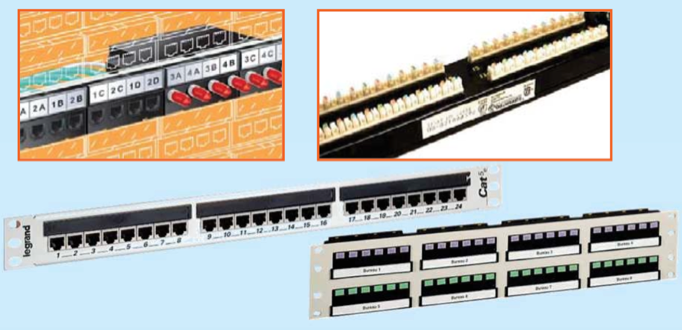 A 2A 1B 2B 1C 2C 1D 2D 3A 4A 3B 4B 3C 4C
legrand
1 2 3 4 5 6 7 8 9 10 11 12 13 14 15 16 17 18 19 20 21 22 23 24
Cat
Bureau 1 Bureau 2 Bureau 3 Bureau 4
Bureau 5 Bureau 6 Bureau 7 Bureau 8